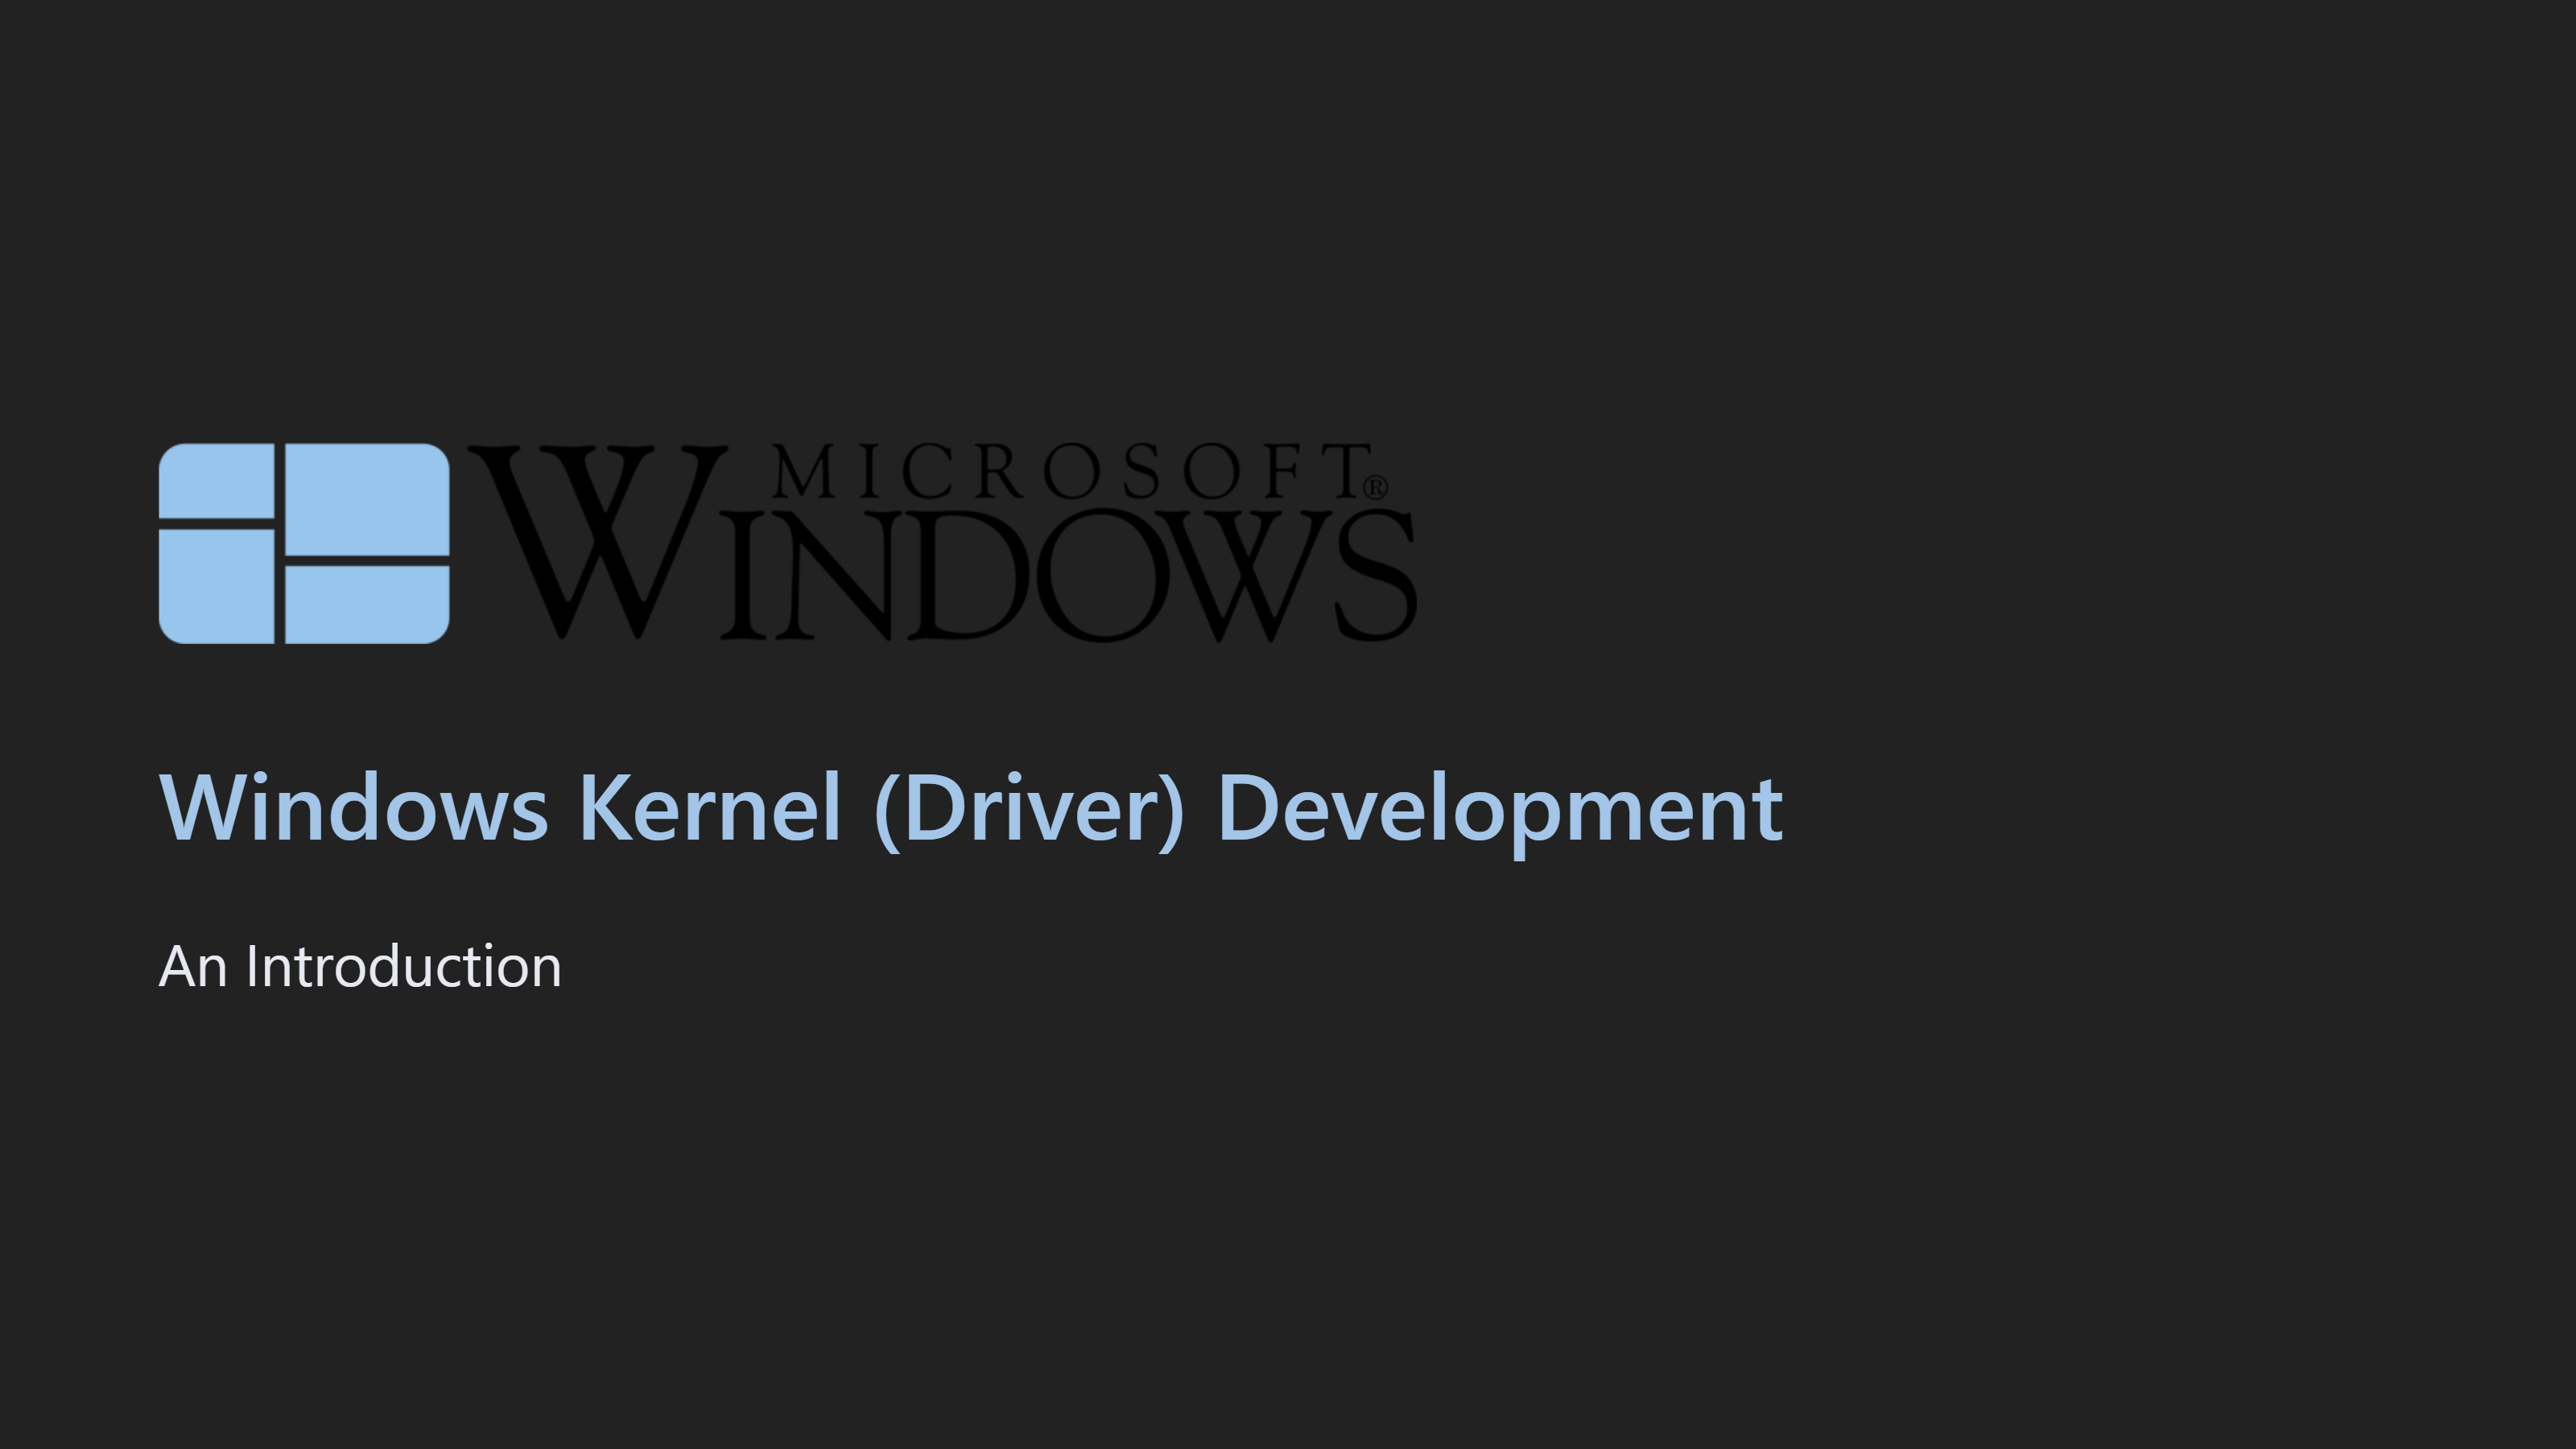 MICROSOFT®
WINDOWS
Windows Kernel (Driver) Development
An Introduction